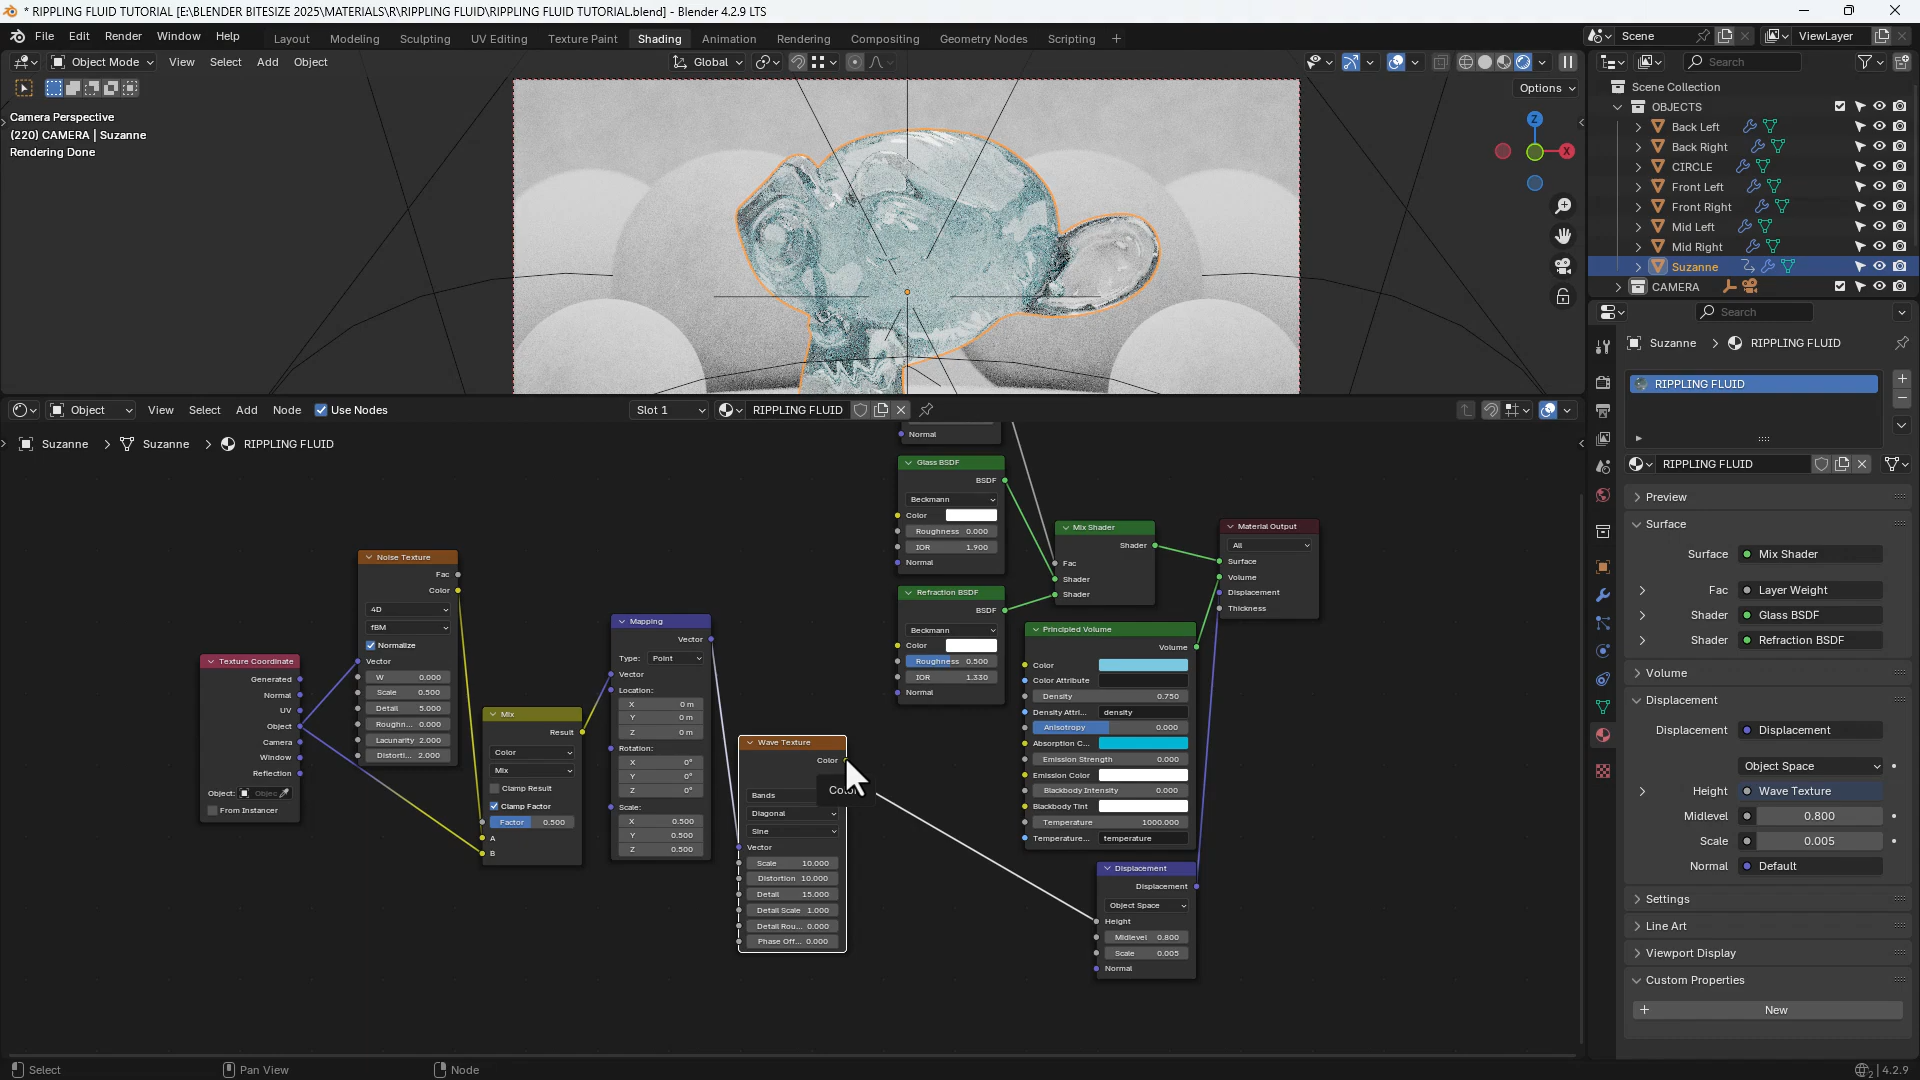 * RIPPLING FLUID TUTORIAL [E:\BLENDER BITESIZE 2025\MATERIALS\R\RIPPLING FLUID\RIPPLING FLUID TUTORIAL.blend] - Blender 4.2.9 LTS
File Edit Render Window Help Layout Modeling Sculpting UV Editing Texture Paint Shading Animation Rendering Compositing Geometry Nodes Scripting + Scene ViewLayer
Object Mode View Select Add Object Global Search
Options
Camera Perspective
(220) CAMERA | Suzanne
Rendering Done
Z
X
Scene Collection
OBJECTS
Back Left
Back Right
CIRCLE
Front Left
Front Right
Mid Left
Mid Right
Suzanne
CAMERA
Search
Suzanne > RIPPLING FLUID
RIPPLING FLUID
RIPPLING FLUID
Preview
Surface
Surface Mix Shader
Fac Layer Weight
Shader Glass BSDF
Shader Refraction BSDF
Volume
Displacement
Displacement Displacement
Object Space
Height Wave Texture
Midlevel 0.800
Scale 0.005
Normal Default
Settings
Line Art
Viewport Display
Custom Properties
+ New
Object View Select Add Node Use Nodes Slot 1 RIPPLING FLUID
Suzanne > Suzanne > RIPPLING FLUID
Texture Coordinate
Generated
Normal
UV
Object
Camera
Window
Reflection
Object: Objec
From Instancer
Noise Texture
Fac
Color
4D
fBM
Normalize
Vector
W 0.000
Scale 0.500
Detail 5.000
Roughn... 0.000
Lacunarity 2.000
Distorti... 2.000
Mix
Result
Color
Mix
Clamp Result
Clamp Factor
Factor 0.500
A
B
Mapping
Vector
Type: Point
Vector
Location:
X 0 m
Y 0 m
Z 0 m
Rotation:
X 0°
Y 0°
Z 0°
Scale:
X 0.500
Y 0.500
Z 0.500
Wave Texture
Color
Bands
Diagonal
Sine
Vector
Scale 10.000
Distortion 10.000
Detail 15.000
Detail Scale 1.000
Detail Rou... 0.000
Phase Off... 0.000
Normal
Glass BSDF
BSDF
Beckmann
Color
Roughness 0.000
IOR 1.900
Normal
Refraction BSDF
BSDF
Beckmann
Color
Roughness 0.500
IOR 1.330
Normal
Mix Shader
Shader
Fac
Shader
Shader
Principled Volume
Volume
Color
Color Attribute
Density 0.750
Density Attri... density
Anisotropy 0.000
Absorption C...
Emission Strength 0.000
Emission Color
Blackbody Intensity 0.000
Blackbody Tint
Temperature 1000.000
Temperature... temperature
Displacement
Displacement
Object Space
Height
Midlevel 0.800
Scale 0.005
Normal
Material Output
All
Surface
Volume
Displacement
Thickness
Select Pan View Node 4.2.9